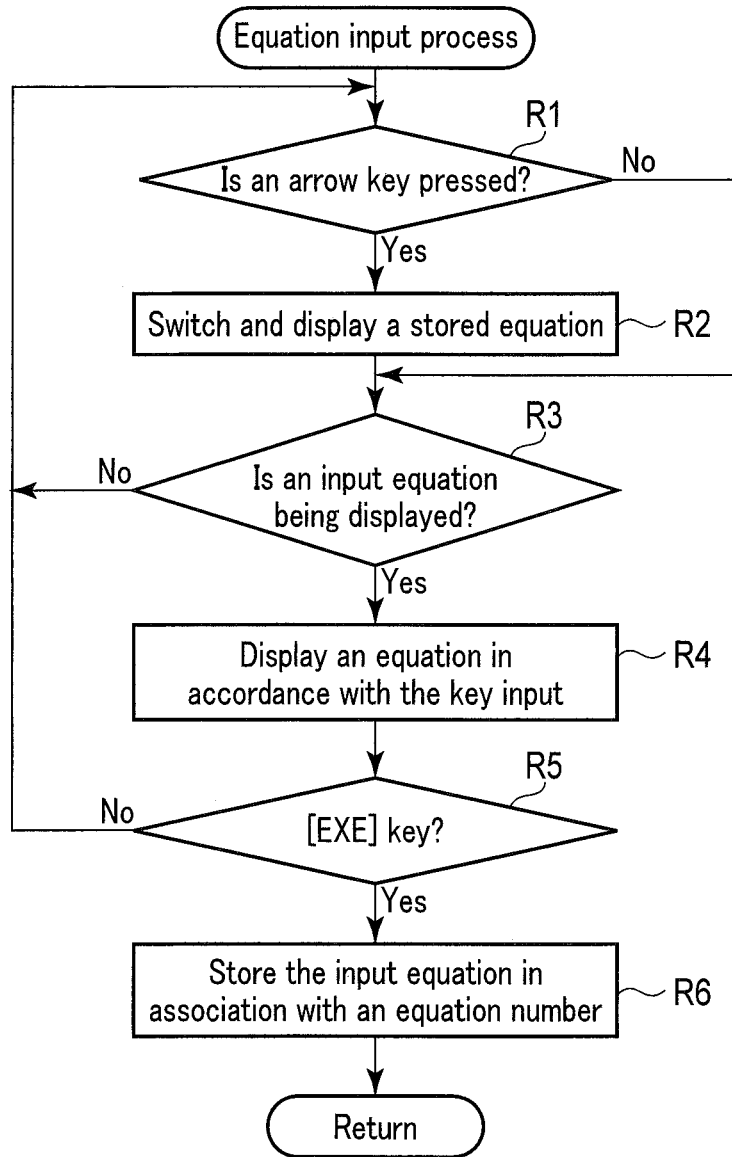 Equation input process
R1
Is an arrow key pressed?
No
Yes
Switch and display a stored equation
R2
R3
No
Is an input equation
being displayed?
Yes
Display an equation in
accordance with the key input
R4
R5
No
[EXE] key?
Yes
Store the input equation in
association with an equation number
R6
Return